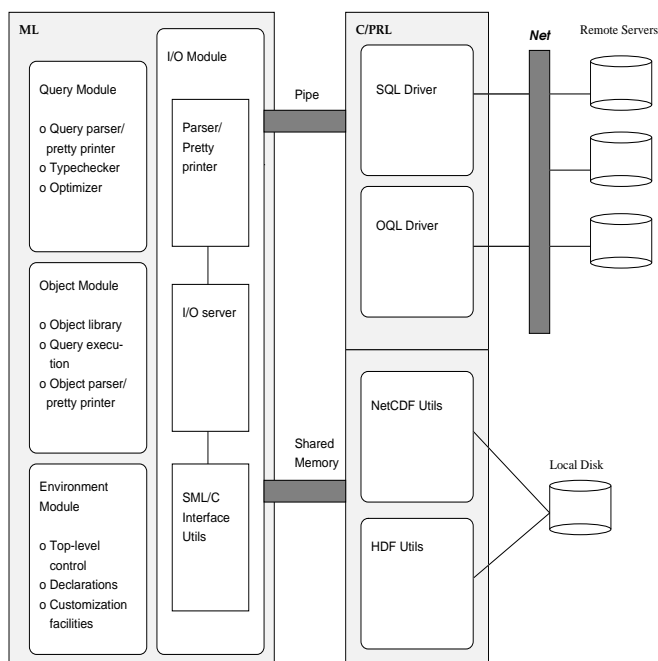 ML
Query Module
o Query parser/
pretty printer
o Typechecker
o Optimizer
Object Module
o Object library
o Query execu-
tion
o Object parser/
pretty printer
Environment
Module
o Top-level
control
o Declarations
o Customization
facilities
I/O Module
Parser/
Pretty
printer
I/O server
SML/C
Interface
Utils
Pipe
Shared
Memory
C/PRL
SQL Driver
OQL Driver
NetCDF Utils
HDF Utils
Net
Remote Servers
Local Disk